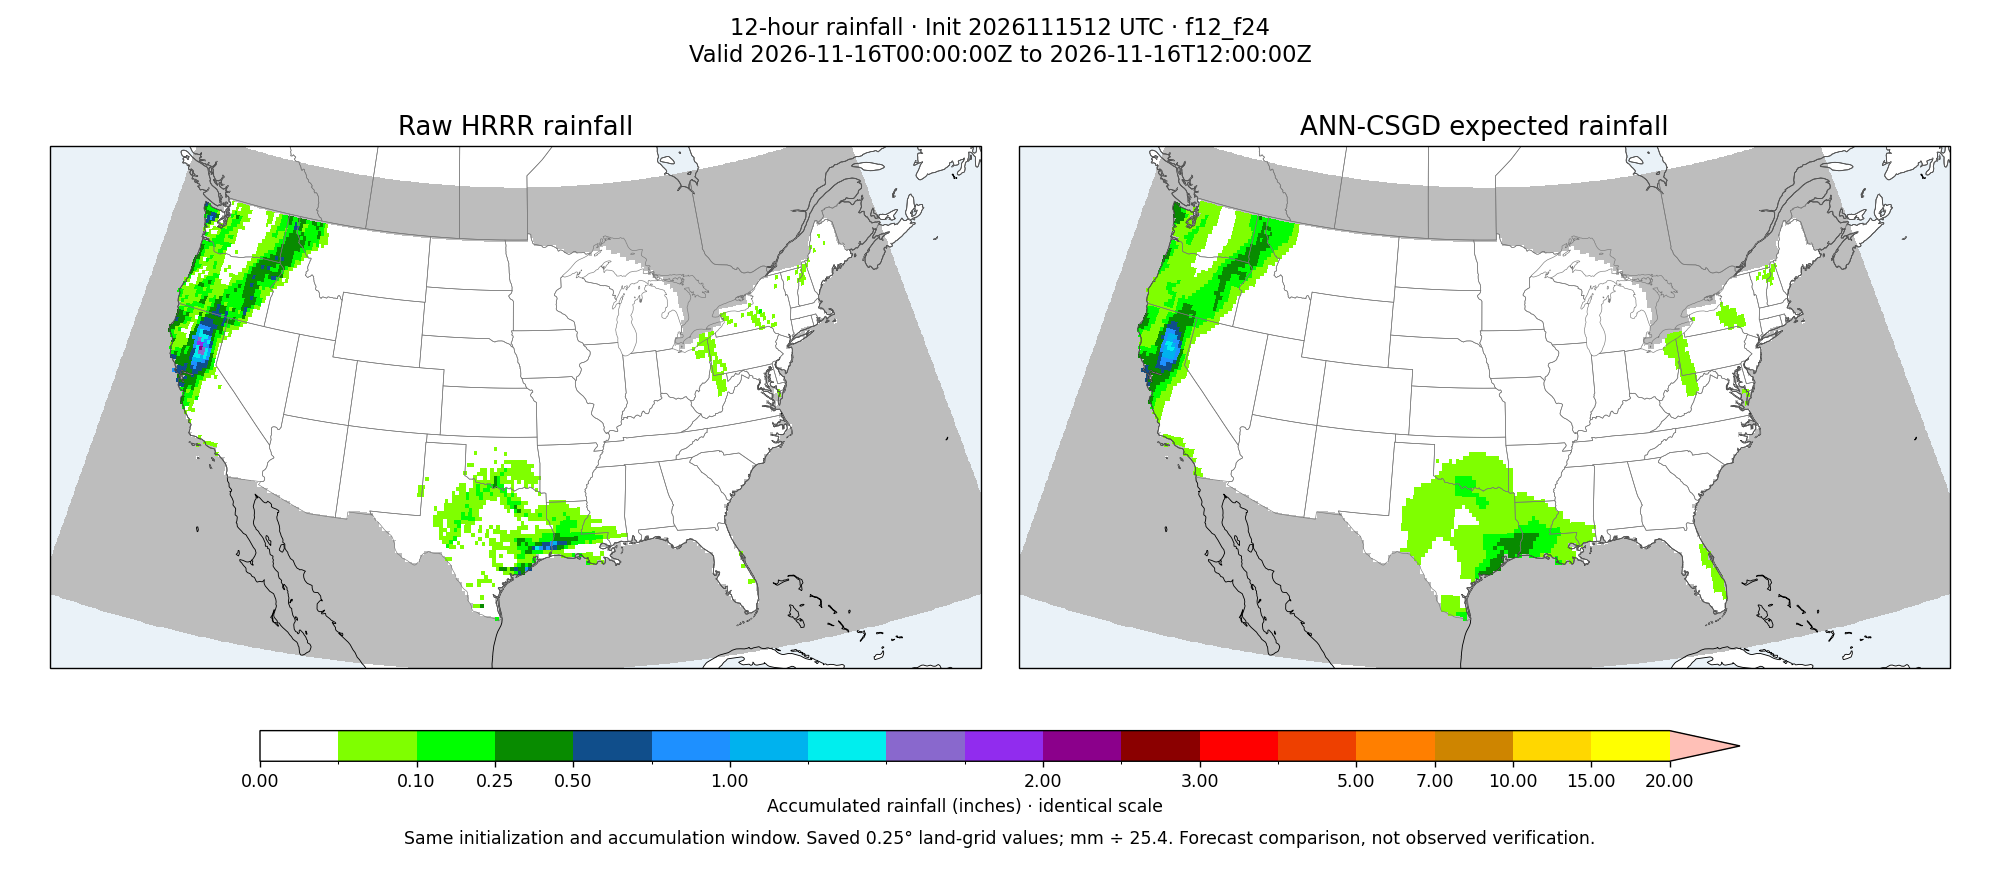 12-hour rainfall · Init 2026111512 UTC · f12_f24
Valid 2026-11-16T00:00:00Z to 2026-11-16T12:00:00Z
Raw HRRR rainfall
ANN-CSGD expected rainfall
0.00 0.10 0.25 0.50 1.00 2.00 3.00 5.00 7.00 10.00 15.00 20.00
Accumulated rainfall (inches) · identical scale
Same initialization and accumulation window. Saved 0.25° land-grid values; mm ÷ 25.4. Forecast comparison, not observed verification.